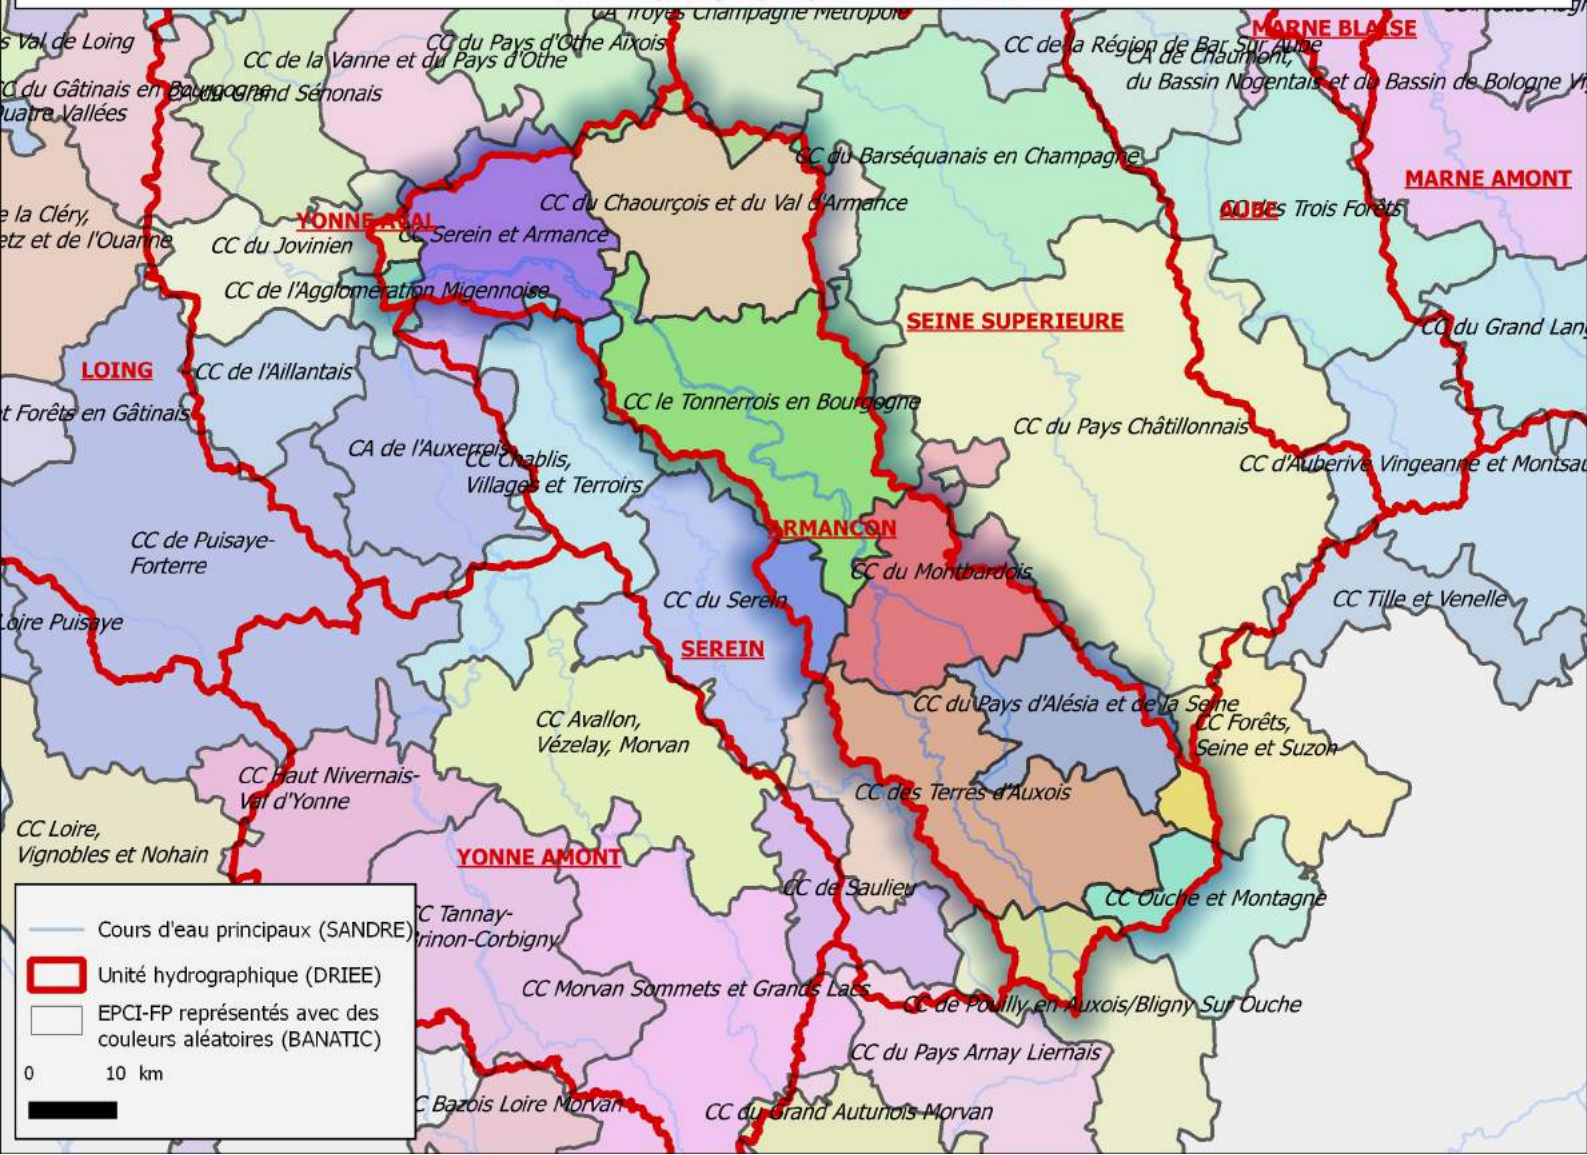 CA Troyes Champagne Métropole
MARNE BLAISE
s Val de Loing
CC du Pays d'Othe Aixois
CC de la Région de Bar Sur Aube
CC de la Vanne et du Pays d'Othe
CA de Chaumont,
du Bassin Nogentais et du Bassin de Bologne
CC du Gâtinais en Bourgogne
CA du Grand Sénonais
uatre Vallées
CC du Barséquanais en Champagne
MARNE AMONT
CC du Chaourçois et du Val d'Armance
e la Cléry,
etz et de l'Ouanne
YONNE AVAL
AUBE
CC des Trois Forêts
CC Serein et Armance
CC du Jovinien
CC de l'Agglomération Migennoise
SEINE SUPERIEURE
CC du Grand Lang
LOING
CC de l'Aillantais
CC le Tonnerrois en Bourgogne
t Forêts en Gâtinais
CC du Pays Châtillonnais
CA de l'Auxerrois
CC Chablis,
Villages et Terroirs
CC d'Auberive Vingeanne et Montsau
ARMANCON
CC de Puisaye-
Forterre
CC du Montbardois
CC du Serein
CC Tille et Venelle
Loire Puisaye
SEREIN
CC du Pays d'Alésia et de la Seine
CC Avallon,
Vézelay, Morvan
CC Forêts,
Seine et Suzon
CC Haut Nivernais-
Val d'Yonne
CC des Terres d'Auxois
CC Loire,
Vignobles et Nohain
YONNE AMONT
CC de Saulieu
CC Ouche et Montagne
CC Tannay-
Brinon-Corbigny
CC Morvan Sommets et Grands Lacs
CC de Pouilly en Auxois/Bligny Sur Ouche
CC du Pays Arnay Liernais
C Bazois Loire Morvan
CC du Grand Autunois Morvan
Cours d'eau principaux (SANDRE)
Unité hydrographique (DRIEE)
EPCI-FP représentés avec des
couleurs aléatoires (BANATIC)
0 10 km